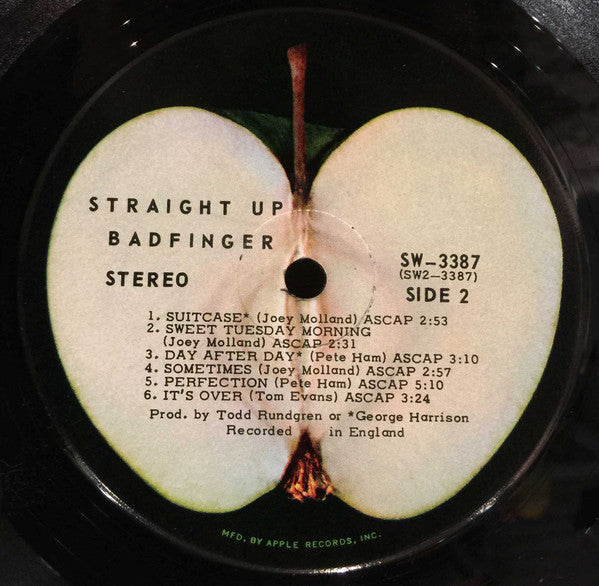 STRAIGHT UP
BADFINGER
STEREO
SW-3387
(SW2-3387)
SIDE 2
1. SUITCASE* (Joey Molland) ASCAP 2:53
2. SWEET TUESDAY MORNING
(Joey Molland) ASCAP 2:31
3. DAY AFTER DAY* (Pete Ham) ASCAP 3:10
4. SOMETIMES (Joey Molland) ASCAP 2:57
5. PERFECTION (Pete Ham) ASCAP 5:10
6. IT'S OVER (Tom Evans) ASCAP 3:24
Prod. by Todd Rundgren or *George Harrison
Recorded in England
MFD. BY APPLE RECORDS, INC.